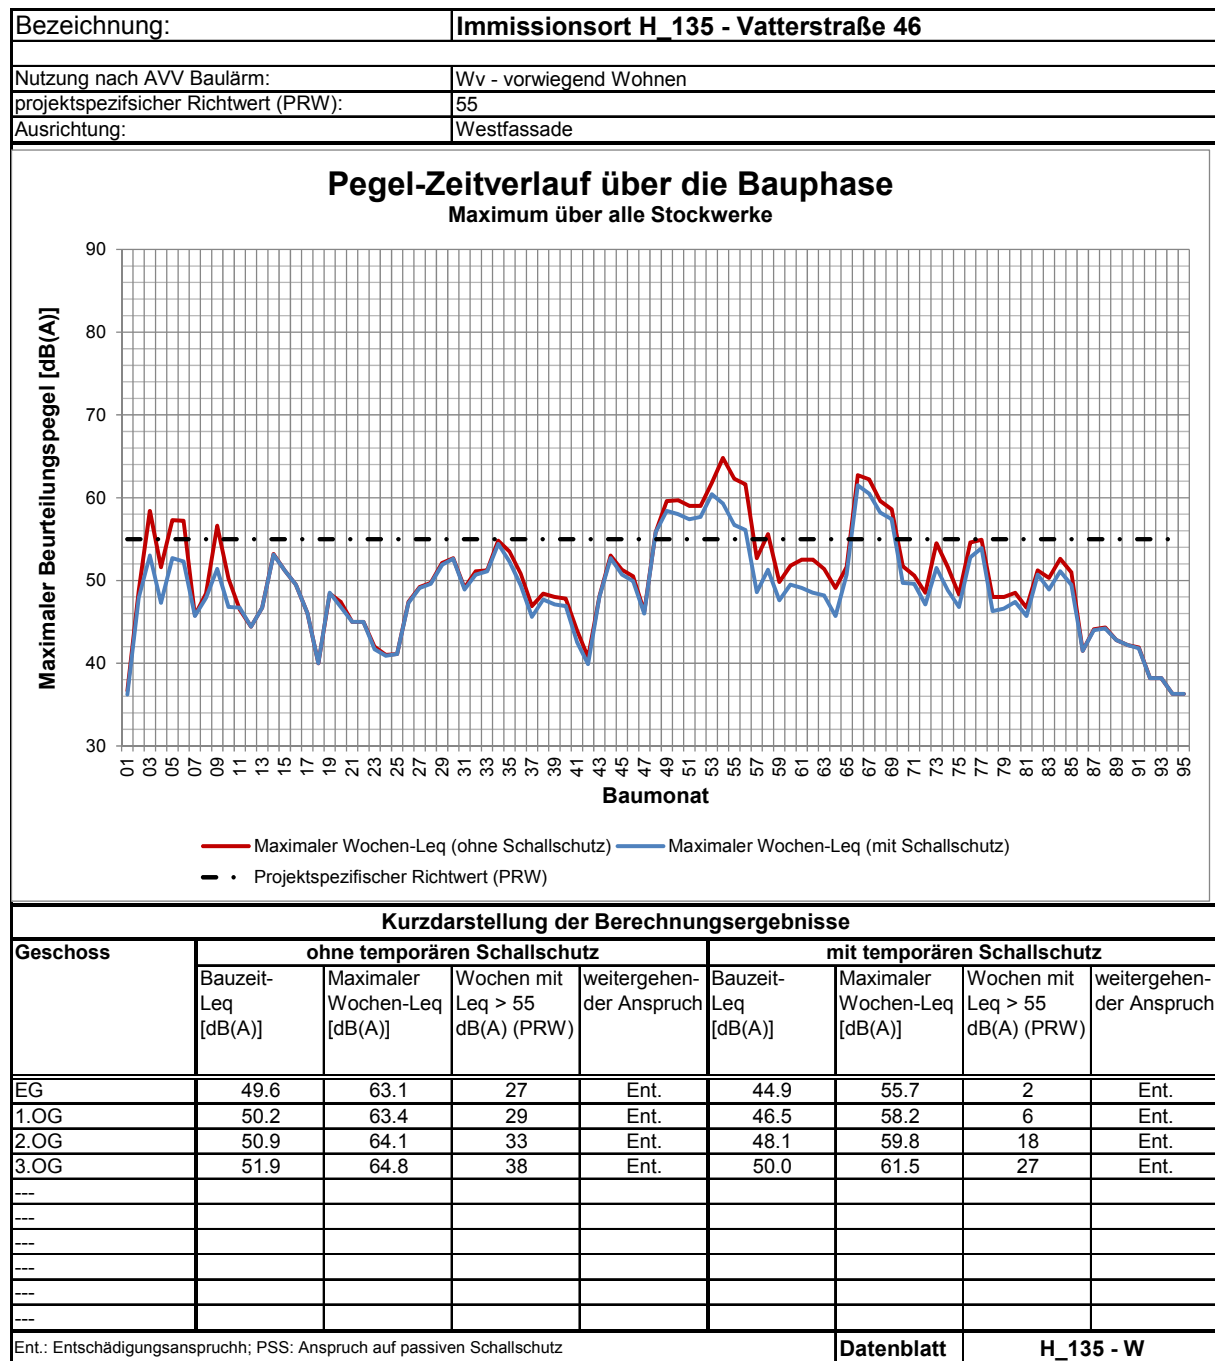 Bezeichnung: Immissionsort H_135 - Vatterstraße 46
Nutzung nach AVV Baulärm: Wv - vorwiegend Wohnen
projektspezifsicher Richtwert (PRW): 55
Ausrichtung: Westfassade
Pegel-Zeitverlauf über die Bauphase
Maximum über alle Stockwerke
Maximaler Beurteilungspegel [dB(A)]
90
80
70
60
50
40
30
01 03 05 07 09 11 13 15 17 19 21 23 25 27 29 31 33 35 37 39 41 43 45 47 49 51 53 55 57 59 61 63 65 67 69 71 73 75 77 79 81 83 85 87 89 91 93 95
Baumonat
Maximaler Wochen-Leq (ohne Schallschutz) Maximaler Wochen-Leq (mit Schallschutz)
Projektspezifischer Richtwert (PRW)
Kurzdarstellung der Berechnungsergebnisse
Geschoss ohne temporären Schallschutz mit temporären Schallschutz
Bauzeit- Maximaler Wochen mit weitergehen- Bauzeit- Maximaler Wochen mit weitergehen-
Leq Wochen-Leq Leq > 55 der Anspruch Leq Wochen-Leq Leq > 55 der Anspruch
[dB(A)] [dB(A)] dB(A) (PRW) [dB(A)] [dB(A)] dB(A) (PRW)
EG 49.6 63.1 27 Ent. 44.9 55.7 2 Ent.
1.OG 50.2 63.4 29 Ent. 46.5 58.2 6 Ent.
2.OG 50.9 64.1 33 Ent. 48.1 59.8 18 Ent.
3.OG 51.9 64.8 38 Ent. 50.0 61.5 27 Ent.
---
---
---
---
---
---
Ent.: Entschädigungsanspruchh; PSS: Anspruch auf passiven Schallschutz Datenblatt H_135 - W